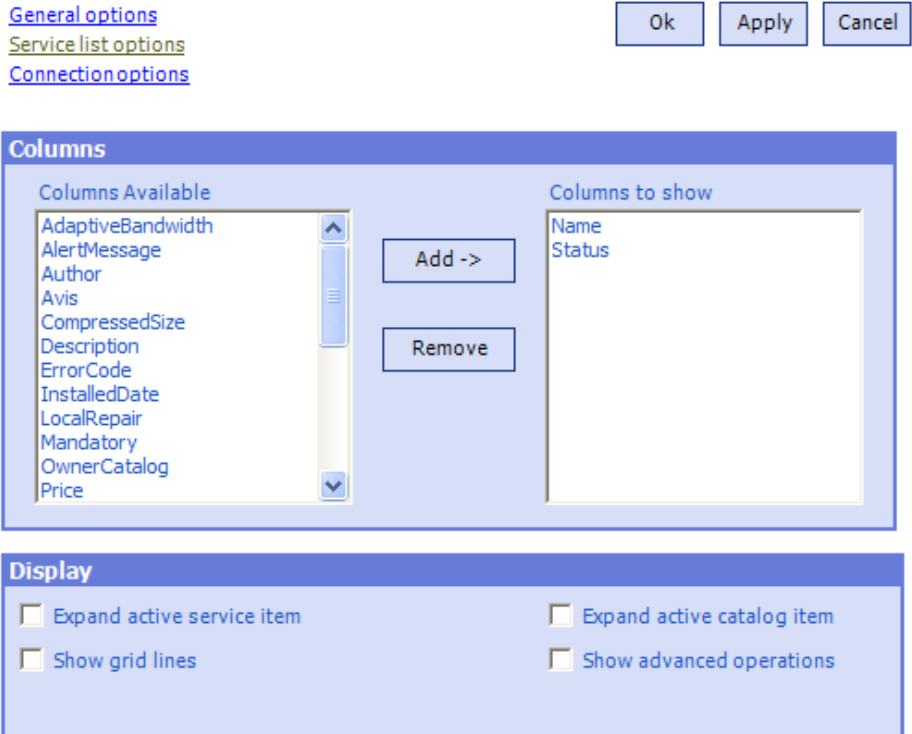 General options
Service list options
Connection options
Ok
Apply
Cancel
Columns
Columns Available
AdaptiveBandwidth
AlertMessage
Author
Avis
CompressedSize
Description
ErrorCode
InstalledDate
LocalRepair
Mandatory
OwnerCatalog
Price
Add ->
Remove
Columns to show
Name
Status
Display
Expand active service item
Expand active catalog item
Show grid lines
Show advanced operations